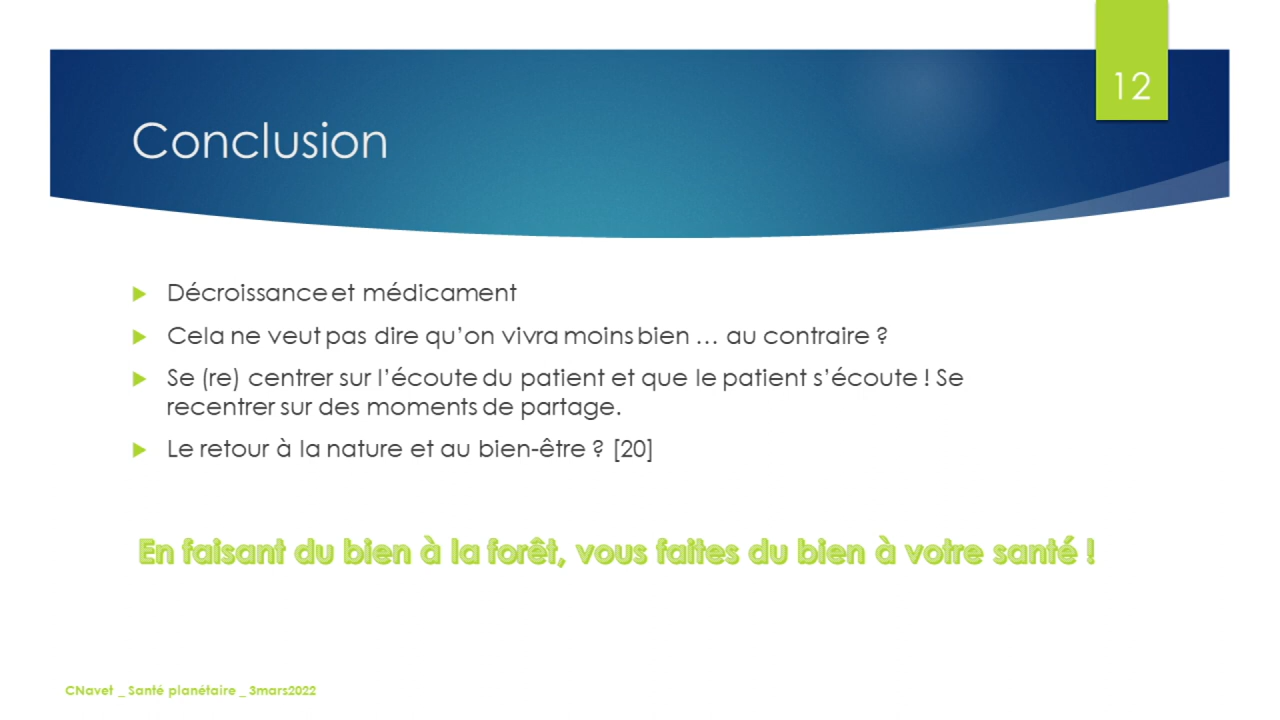 12
Conclusion
Décroissance et médicament
Cela ne veut pas dire qu'on vivra moins bien … au contraire ?
Se (re) centrer sur l'écoute du patient et que le patient s'écoute ! Se
recentrer sur des moments de partage.
Le retour à la nature et au bien-être ? [20]
En faisant du bien à la forêt, vous faites du bien à votre santé !
CNavet _ Santé planétaire _ 3mars2022